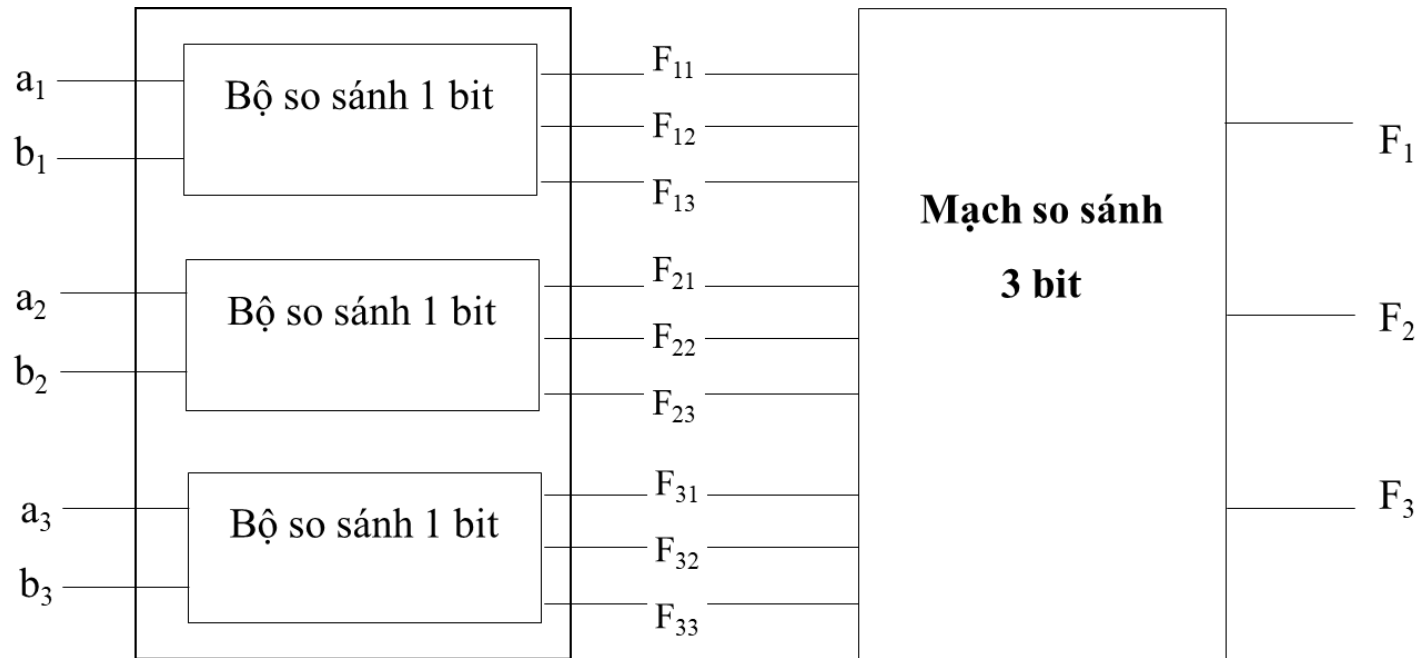 a₁
b₁
Bộ so sánh 1 bit
F₁₁
F₁₂
F₁₃
a₂
b₂
Bộ so sánh 1 bit
F₂₁
F₂₂
F₂₃
a₃
b₃
Bộ so sánh 1 bit
F₃₁
F₃₂
F₃₃
Mạch so sánh
3 bit
F₁
F₂
F₃